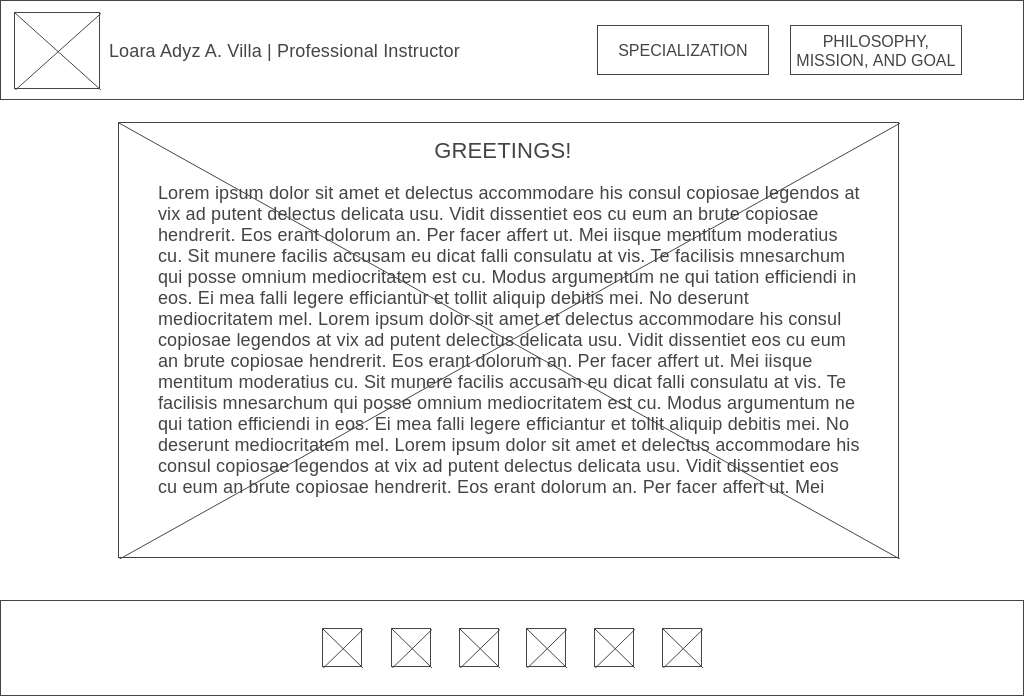 Loara Adyz A. Villa | Professional Instructor
SPECIALIZATION
PHILOSOPHY,
MISSION, AND GOAL
GREETINGS!
Lorem ipsum dolor sit amet et delectus accommodare his consul copiosae legendos at
vix ad putent delectus delicata usu. Vidit dissentiet eos cu eum an brute copiosae
hendrerit. Eos erant dolorum an. Per facer affert ut. Mei iisque mentitum moderatius
cu. Sit munere facilis accusam eu dicat falli consulatu at vis. Te facilisis mnesarchum
qui posse omnium mediocritatem est cu. Modus argumentum ne qui tation efficiendi in
eos. Ei mea falli legere efficiantur et tollit aliquip debitis mei. No deserunt
mediocritatem mel. Lorem ipsum dolor sit amet et delectus accommodare his consul
copiosae legendos at vix ad putent delectus delicata usu. Vidit dissentiet eos cu eum
an brute copiosae hendrerit. Eos erant dolorum an. Per facer affert ut. Mei iisque
mentitum moderatius cu. Sit munere facilis accusam eu dicat falli consulatu at vis. Te
facilisis mnesarchum qui posse omnium mediocritatem est cu. Modus argumentum ne
qui tation efficiendi in eos. Ei mea falli legere efficiantur et tollit aliquip debitis mei. No
deserunt mediocritatem mel. Lorem ipsum dolor sit amet et delectus accommodare his
consul copiosae legendos at vix ad putent delectus delicata usu. Vidit dissentiet eos
cu eum an brute copiosae hendrerit. Eos erant dolorum an. Per facer affert ut. Mei